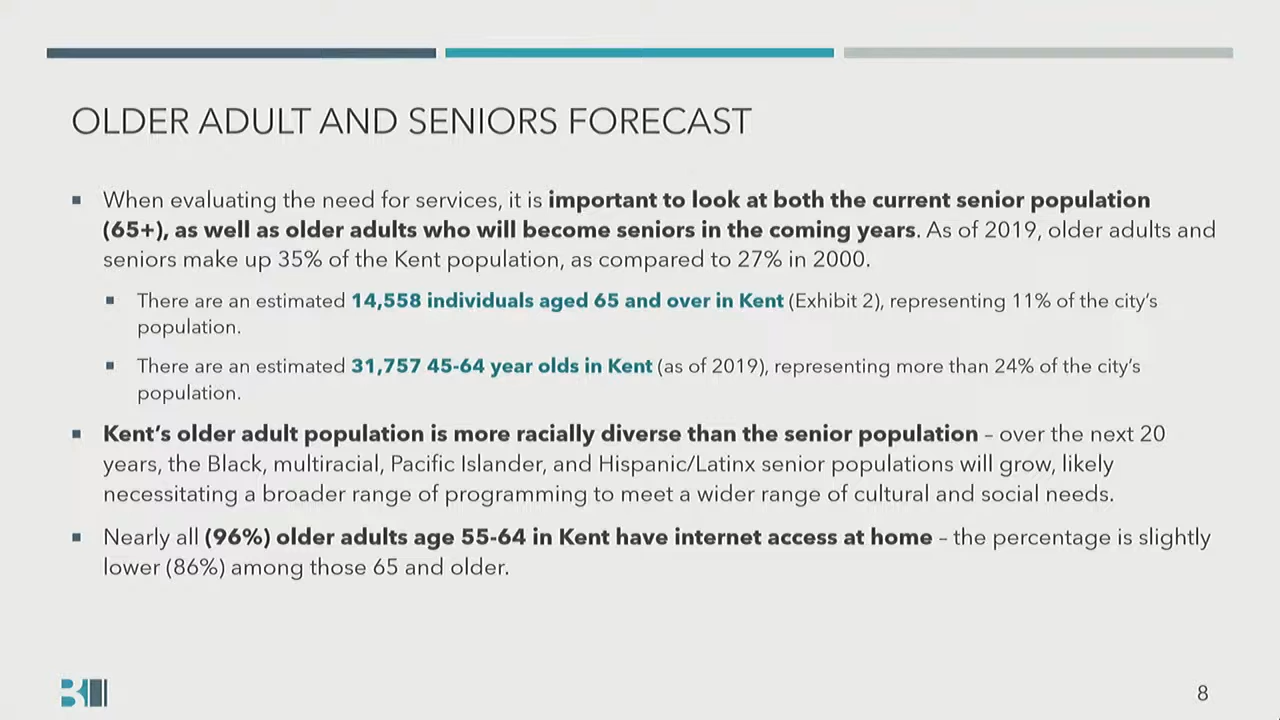 OLDER ADULT AND SENIORS FORECAST
When evaluating the need for services, it is important to look at both the current senior population
(65+), as well as older adults who will become seniors in the coming years. As of 2019, older adults and
seniors make up 35% of the Kent population, as compared to 27% in 2000.
There are an estimated 14,558 individuals aged 65 and over in Kent (Exhibit 2), representing 11% of the city's
population.
There are an estimated 31,757 45-64 year olds in Kent (as of 2019), representing more than 24% of the city's
population.
Kent's older adult population is more racially diverse than the senior population – over the next 20
years, the Black, multiracial, Pacific Islander, and Hispanic/Latinx senior populations will grow, likely
necessitating a broader range of programming to meet a wider range of cultural and social needs.
Nearly all (96%) older adults age 55-64 in Kent have internet access at home – the percentage is slightly
lower (86%) among those 65 and older.
8